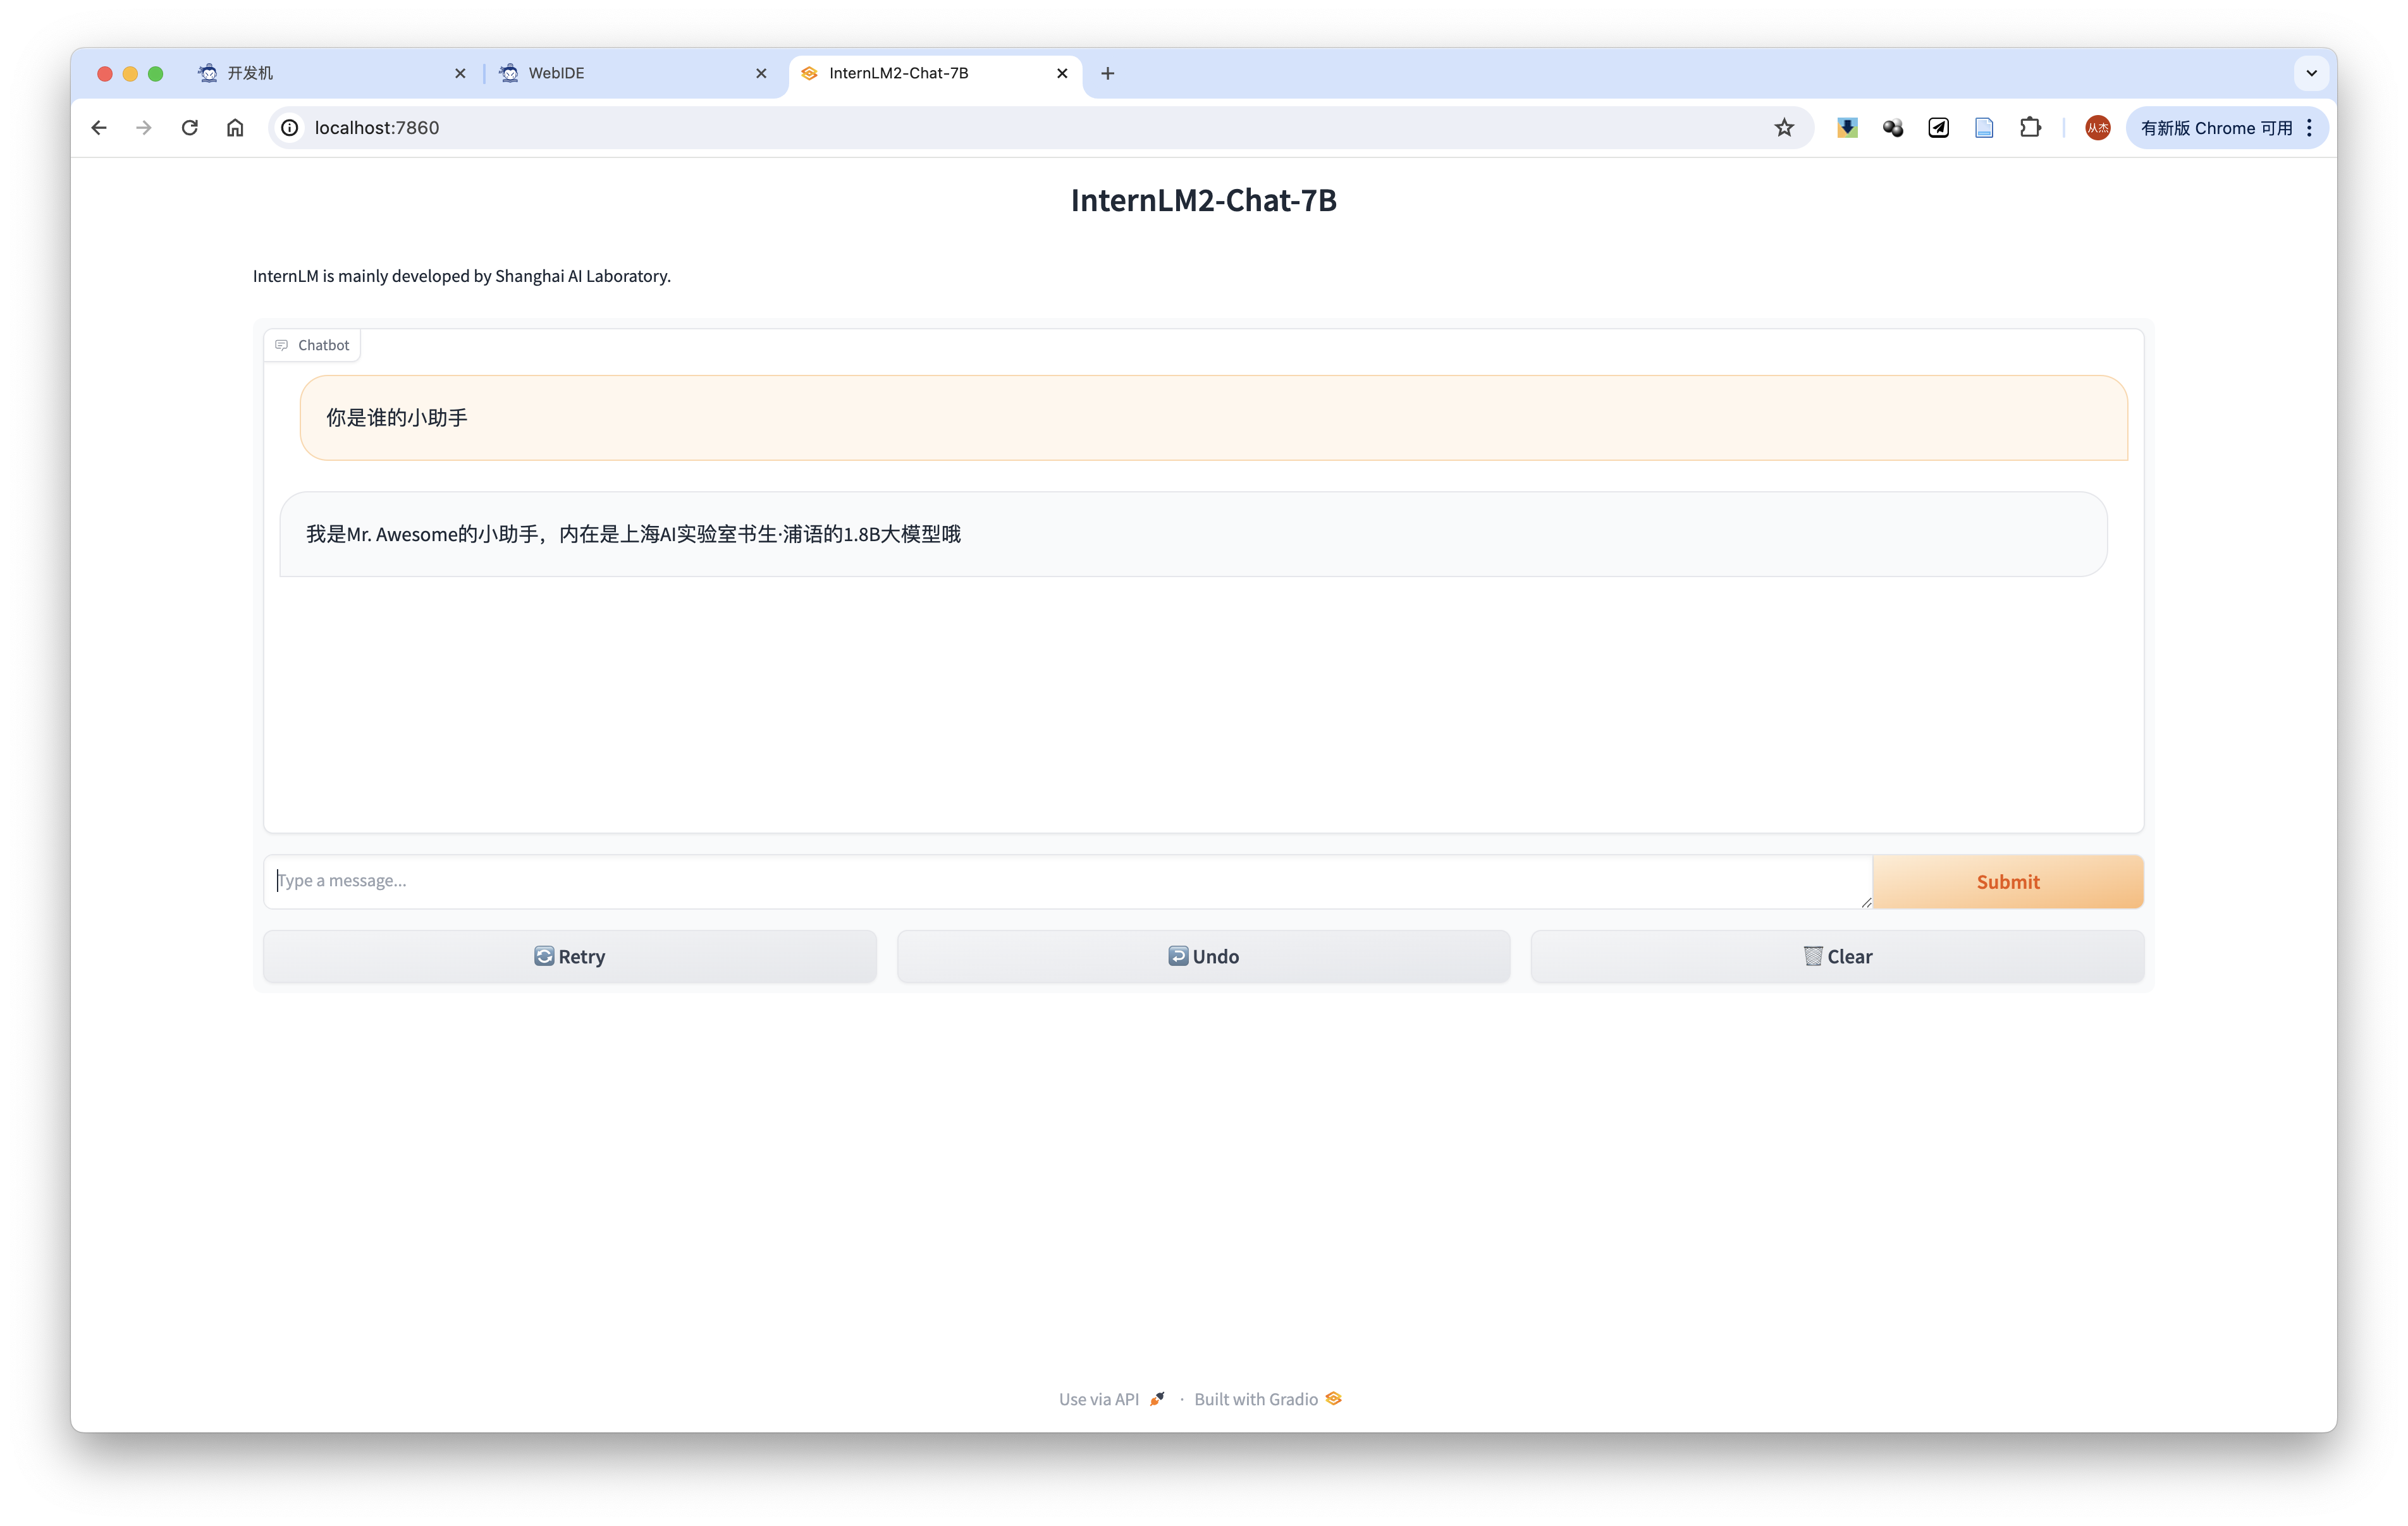 开发机
WebIDE
InternLM2-Chat-7B
localhost:7860
从杰
有新版 Chrome 可用
InternLM2-Chat-7B
InternLM is mainly developed by Shanghai AI Laboratory.
Chatbot
你是谁的小助手
我是Mr. Awesome的小助手，内在是上海AI实验室书生·浦语的1.8B大模型哦
Type a message...
Submit
Retry
Undo
Clear
Use via API · Built with Gradio